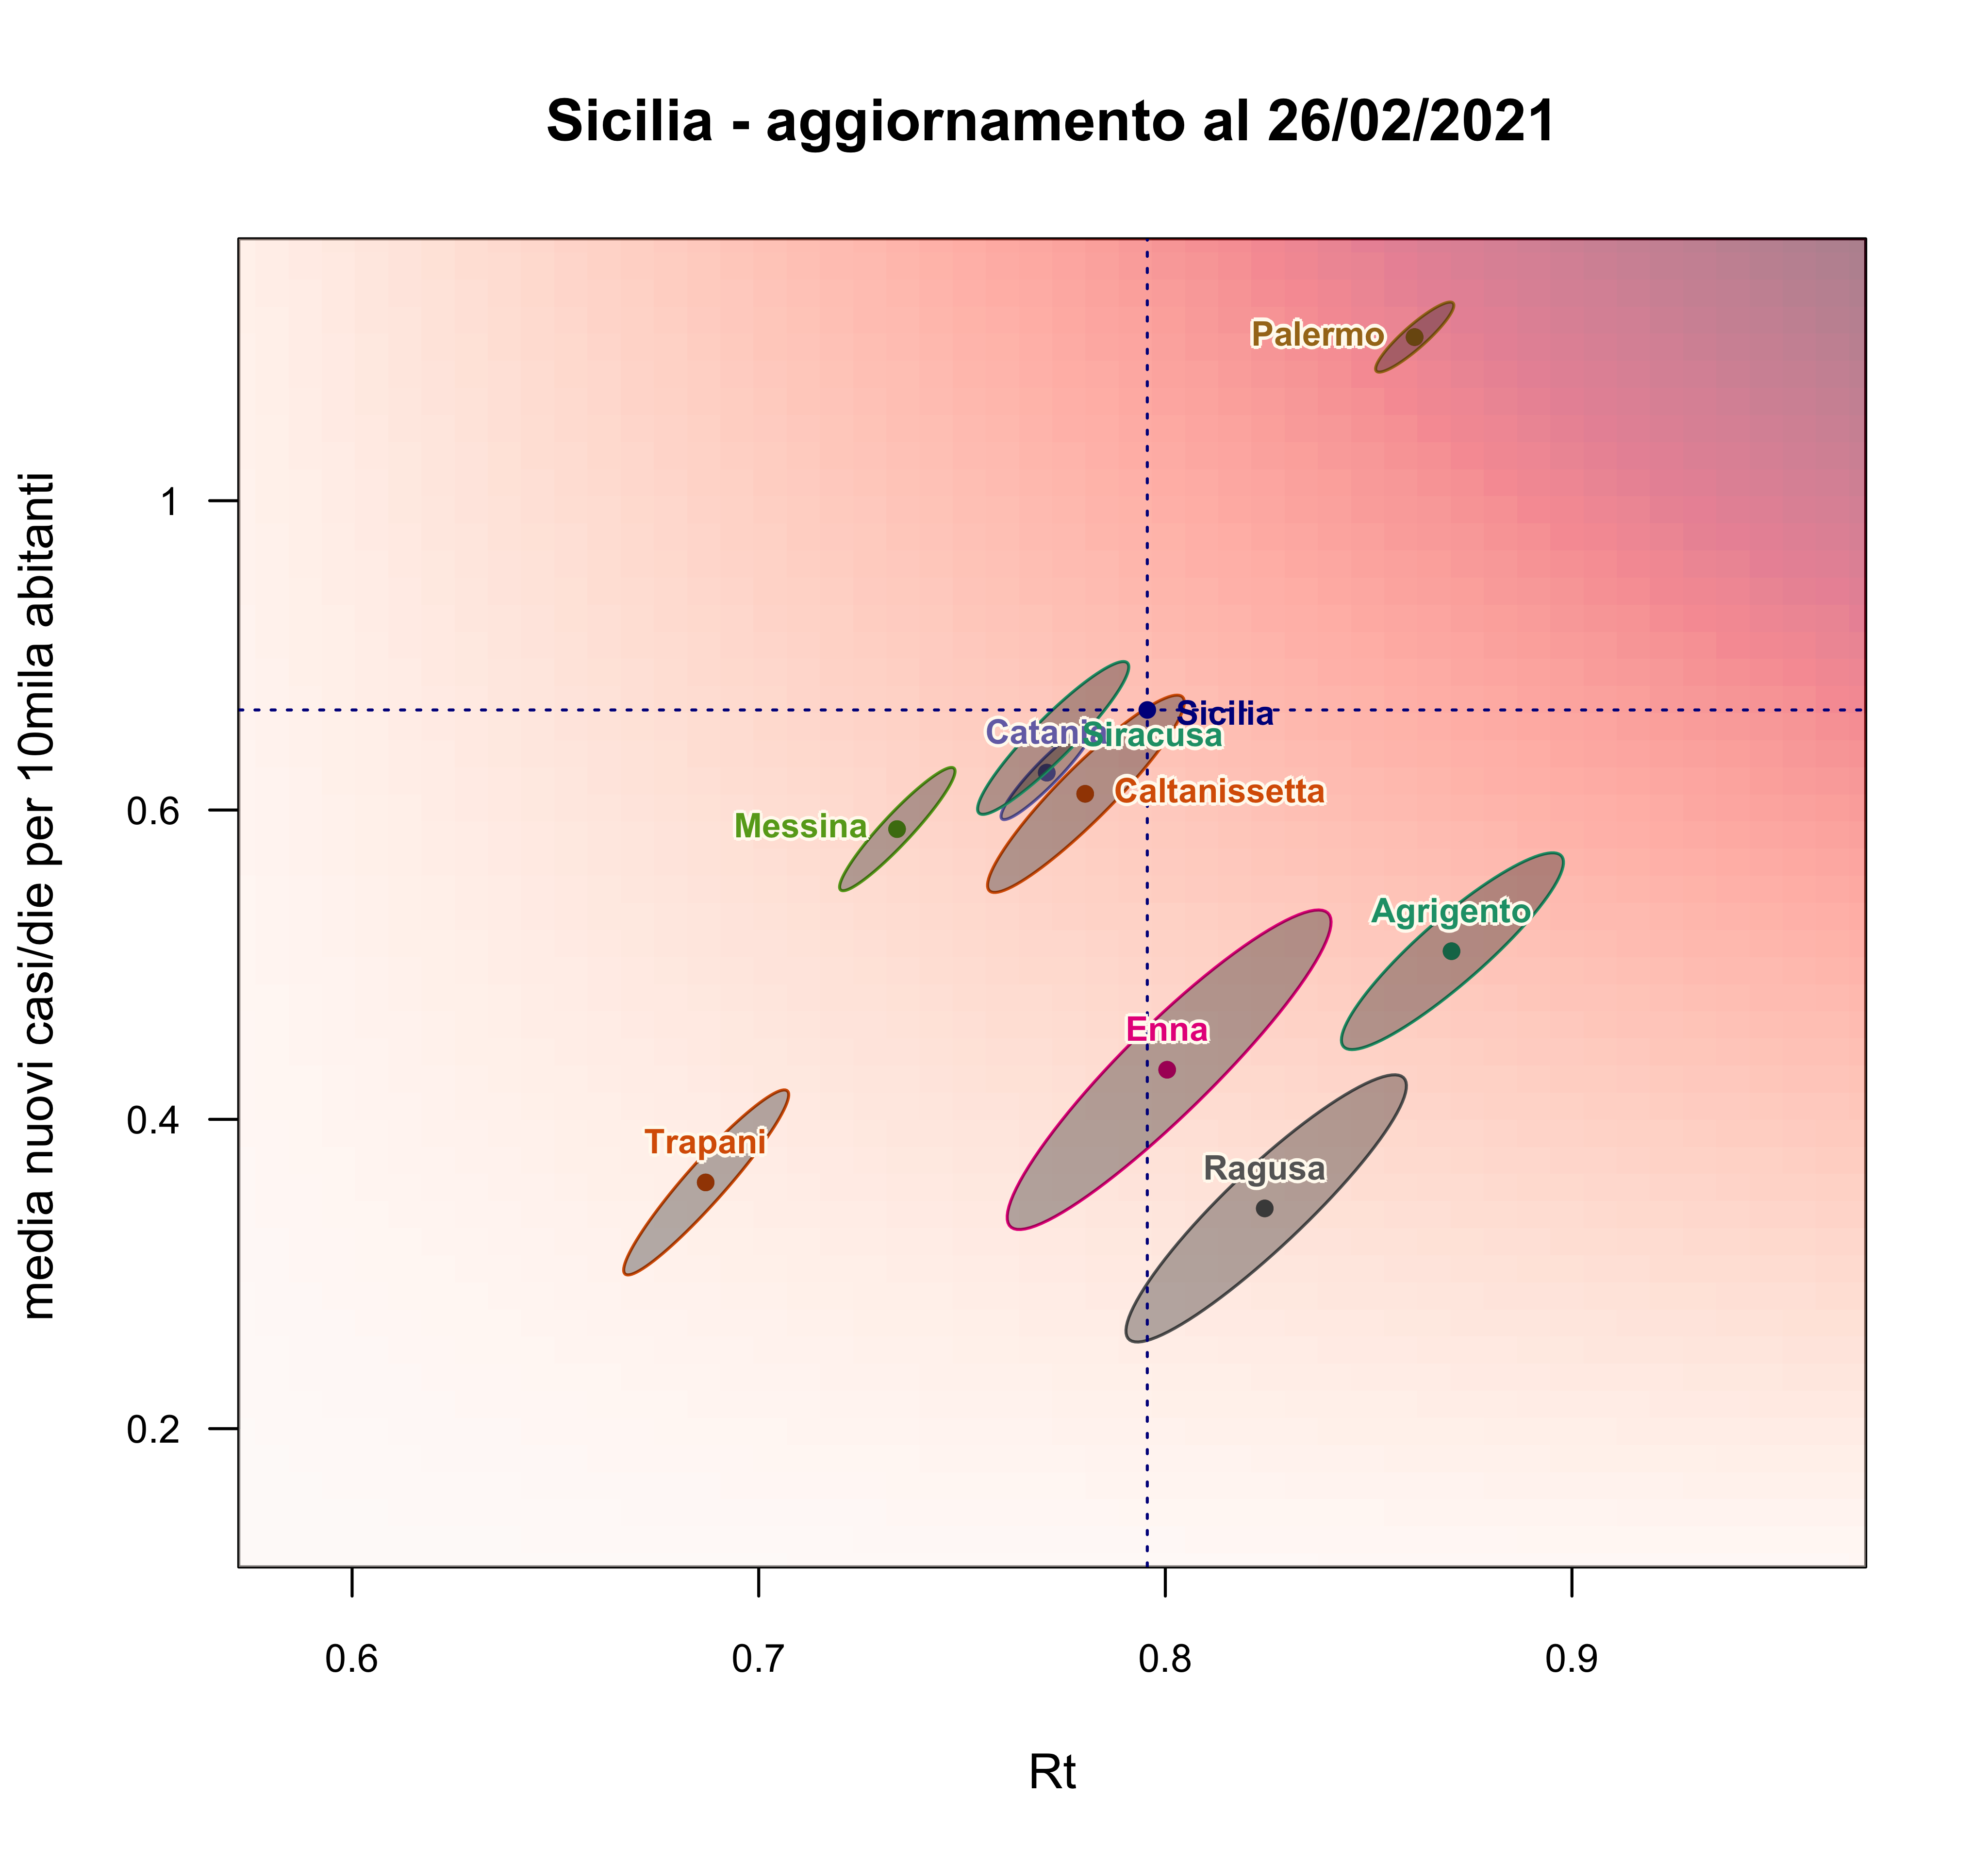 Sicilia - aggiornamento al 26/02/2021
media nuovi casi/die per 10mila abitanti
1
0.6
0.4
0.2
Palermo
Sicilia
Catania
Siracusa
Caltanissetta
Messina
Agrigento
Enna
Trapani
Ragusa
0.6 0.7 0.8 0.9
Rt